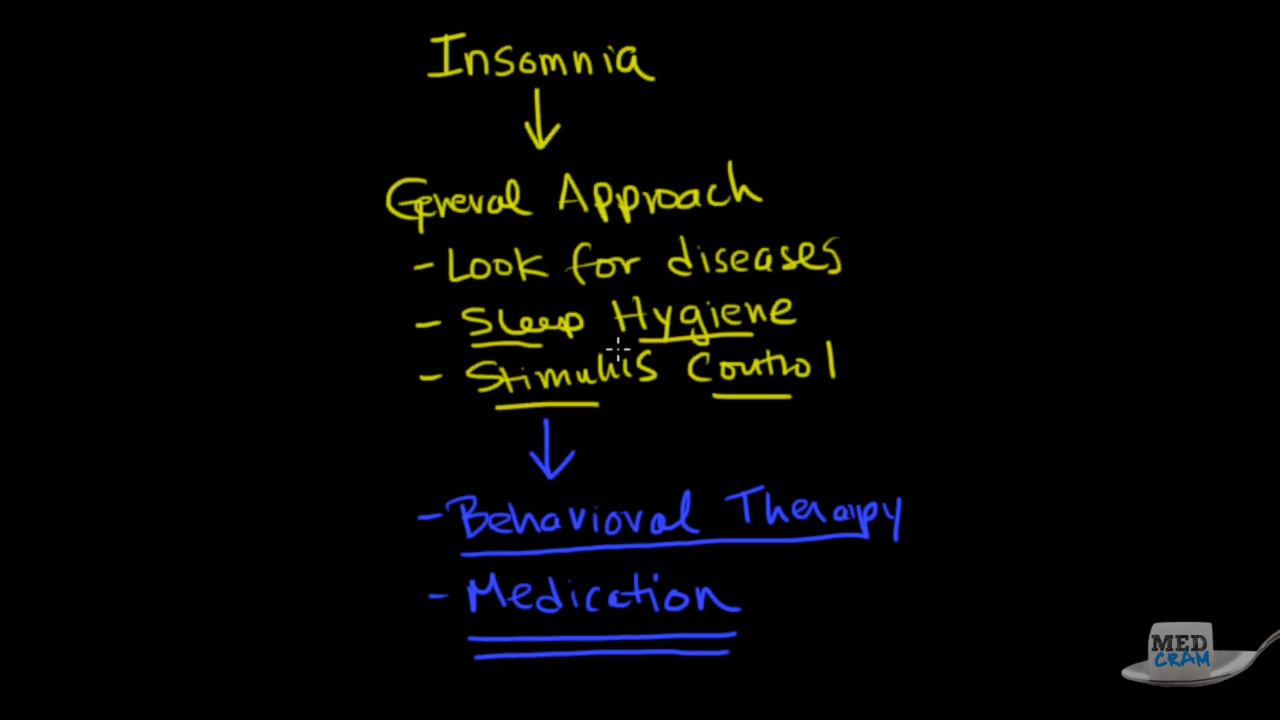 Insomnia
General Approach
- Look for diseases
- Sleep Hygiene
- Stimulus Control
- Behavioral Therapy
- Medication
MED
CRAM